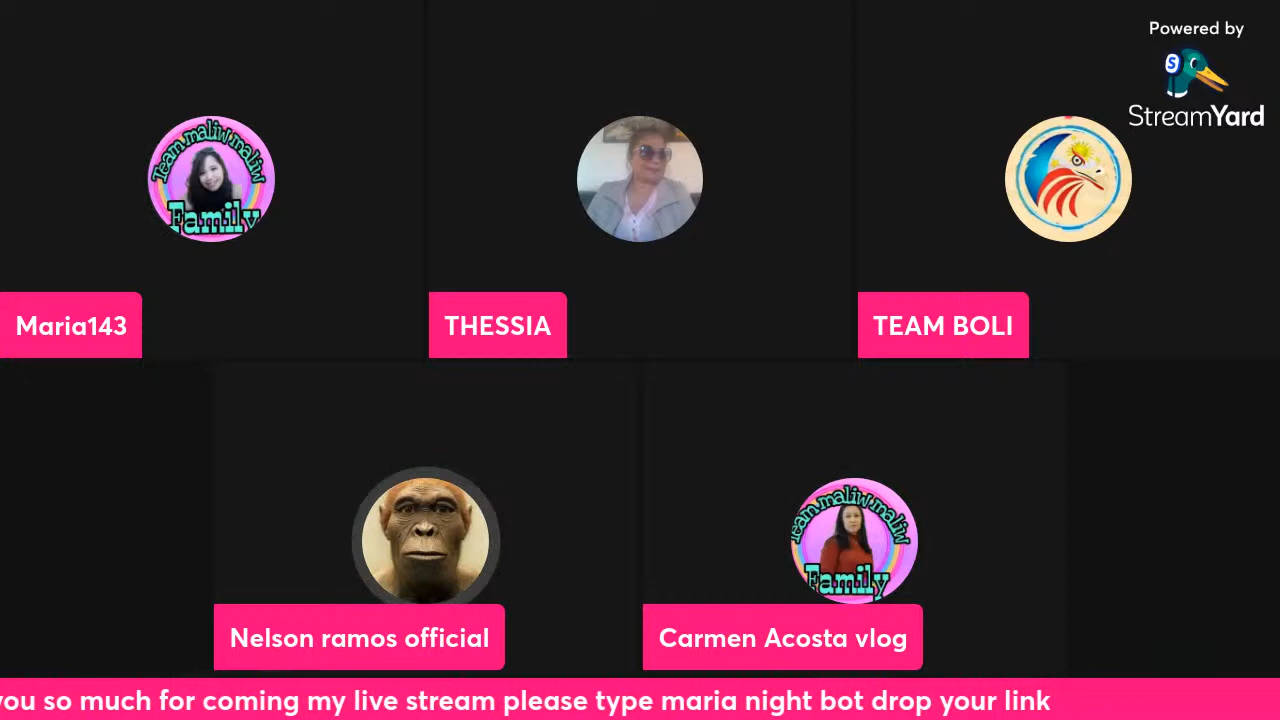 Powered by
S
StreamYard
Team maliw maliw
Family
Maria143
THESSIA
TEAM BOLI
Team maliw maliw
Family
Nelson ramos official
Carmen Acosta vlog
you so much for coming my live stream please type maria night bot drop your link